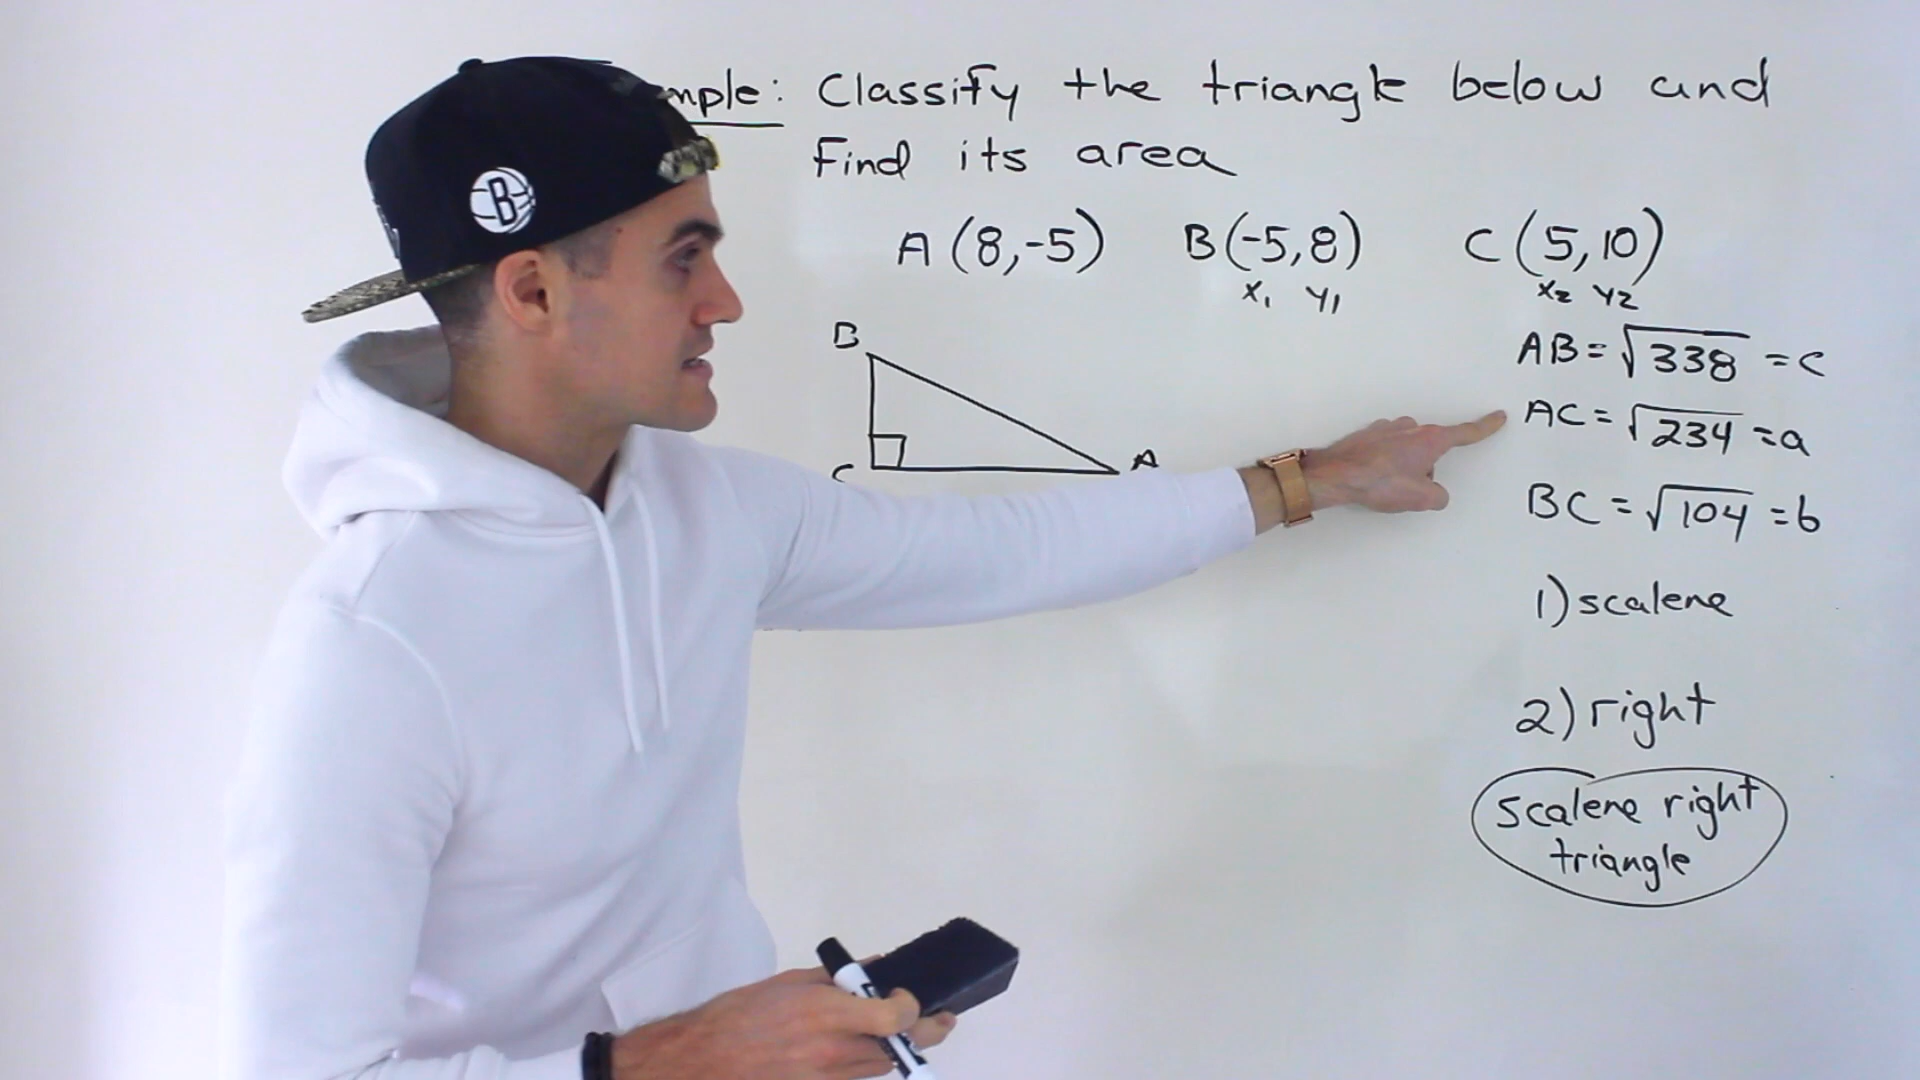 mple: Classify the triangle below and
Find its area
A (8,-5) B(-5,8) C (5,10)
x₁ y₁ x₂ y₂
B
C
A
AB = √338 = c
AC = √234 = a
BC = √104 = b
1) scalene
2) right
scalene right
triangle
B